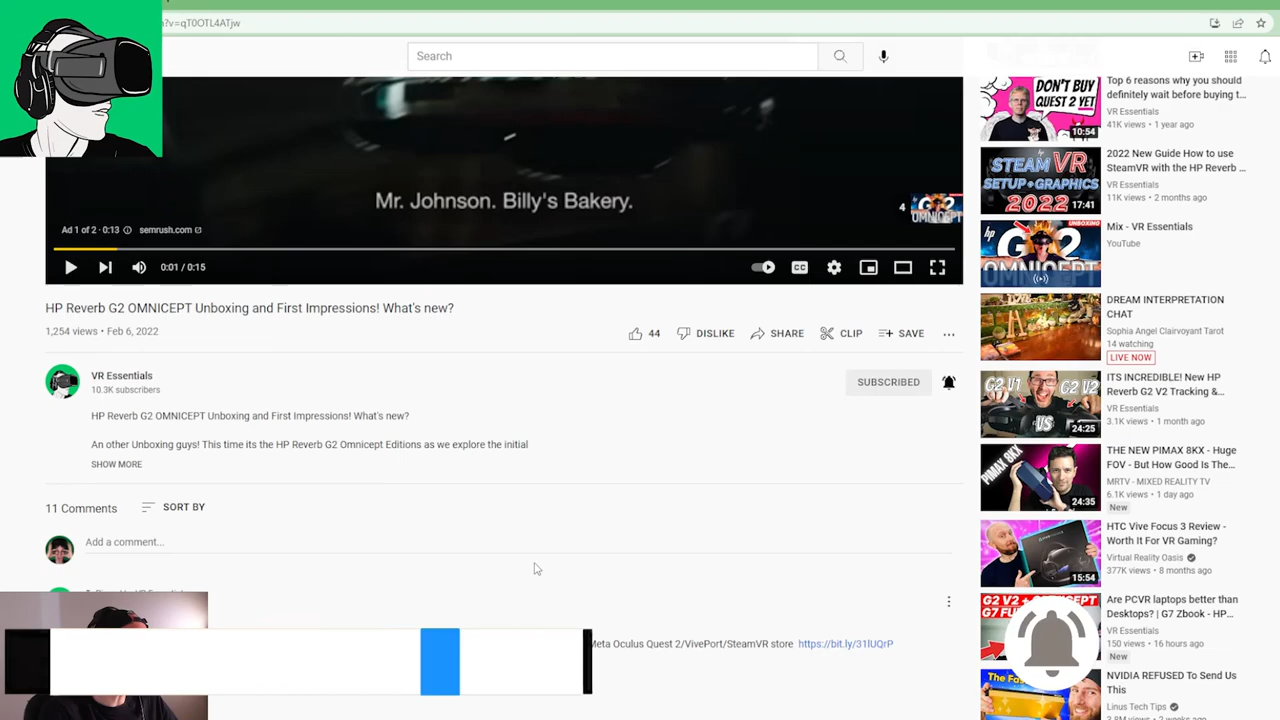 ?v=qT0OTL4ATjw
Search
Mr. Johnson. Billy's Bakery.
4
Ad 1 of 2 · 0:13
semrush.com
0:01 / 0:15
CC
HP Reverb G2 OMNICEPT Unboxing and First Impressions! What's new?
1,254 views • Feb 6, 2022
44
DISLIKE
SHARE
CLIP
SAVE
VR Essentials
10.3K subscribers
SUBSCRIBED
HP Reverb G2 OMNICEPT Unboxing and First Impressions! What's new?
An other Unboxing guys! This time its the HP Reverb G2 Omnicept Editions as we explore the initial
SHOW MORE
11 Comments
SORT BY
Add a comment...
Meta Oculus Quest 2/VivePort/SteamVR store https://bit.ly/31lUQrP
DON'T BUY
QUEST 2 YET
10:54
Top 6 reasons why you should
definitely wait before buying t...
VR Essentials
41K views • 1 year ago
STEAM VR
SETUP+GRAPHICS
2022
17:41
2022 New Guide How to use
SteamVR with the HP Reverb ...
VR Essentials
11K views • 2 months ago
hp
UNBOXING
G2
OMNICEPT
Mix - VR Essentials
YouTube
DREAM INTERPRETATION
CHAT
Sophia Angel Clairvoyant Tarot
14 watching
LIVE NOW
G2 V1
G2 V2
VS
24:25
ITS INCREDIBLE! New HP
Reverb G2 V2 Tracking &...
VR Essentials
3.1K views • 1 month ago
PIMAX 8KX
24:35
THE NEW PIMAX 8KX - Huge
FOV - But How Good Is The...
MRTV - MIXED REALITY TV
6.1K views • 1 day ago
New
15:54
HTC Vive Focus 3 Review -
Worth It For VR Gaming?
Virtual Reality Oasis
377K views • 8 months ago
Are PCVR laptops better than
Desktops? | G7 Zbook - HP...
VR Essentials
150 views • 16 hours ago
New
The Fas
NVIDIA REFUSED To Send Us
This
Linus Tech Tips